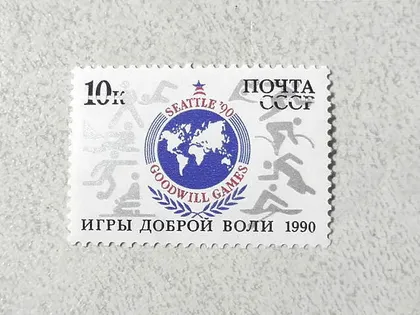 10к
ПОЧТА
СССР
SEATTLE '90
GOODWILL GAMES
ИГРЫ ДОБРОЙ ВОЛИ 1990